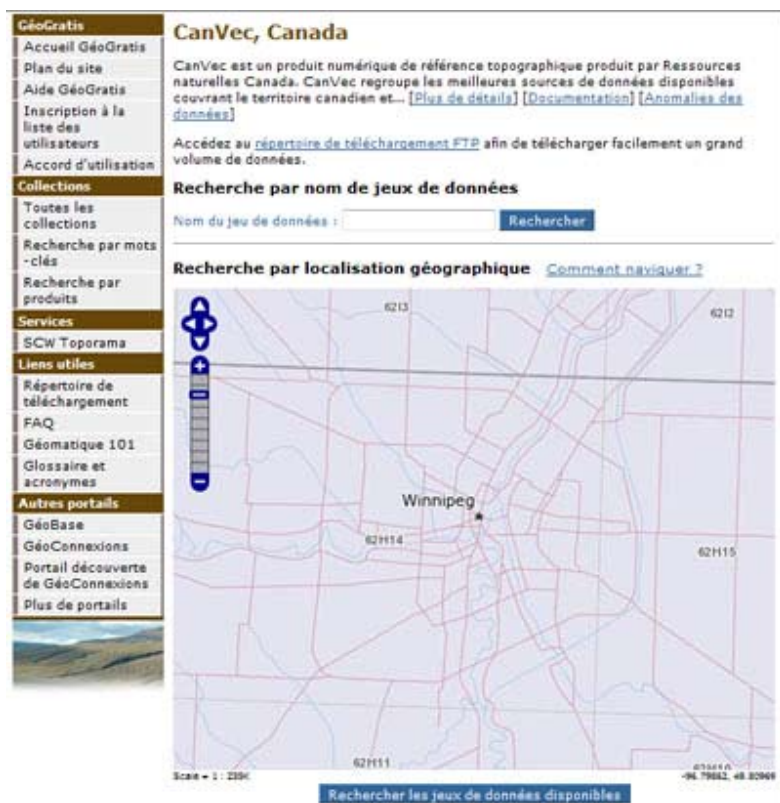 GéoGratis
Accueil GéoGratis
Plan du site
Aide GéoGratis
Inscription à la
liste des
utilisateurs
Accord d'utilisation
Collections
Toutes les
collections
Recherche par mots
-clés
Recherche par
produits
Services
SCW Toporama
Liens utiles
Répertoire de
téléchargement
FAQ
Géomatique 101
Glossaire et
acronymes
Autres portails
GéoBase
GéoConnexions
Portail découverte
de GéoConnexions
Plus de portails
CanVec, Canada
CanVec est un produit numérique de référence topographique produit par Ressources
naturelles Canada. CanVec regroupe les meilleures sources de données disponibles
couvrant le territoire canadien et... [Plus de détails] [Documentation] [Anomalies des
données]
Accédez au répertoire de téléchargement FTP afin de télécharger facilement un grand
volume de données.
Recherche par nom de jeux de données
Nom du jeu de données : Rechercher
Recherche par localisation géographique Comment naviguer ?
62I3
62I2
Winnipeg
62H14
62H15
62H11
62H10
Scale = 1 : 235K
Rechercher les jeux de données disponibles